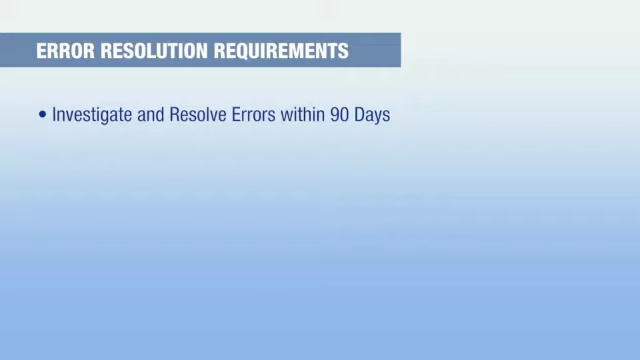 ERROR RESOLUTION REQUIREMENTS
• Investigate and Resolve Errors within 90 Days